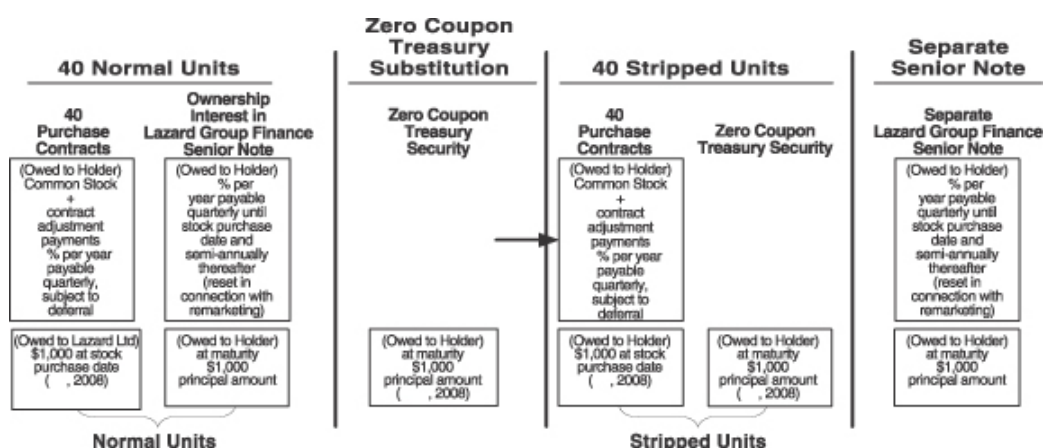 40 Normal Units
40
Purchase
Contracts
Ownership
Interest in
Lazard Group Finance
Senior Note
(Owed to Holder)
Common Stock
+
contract
adjustment
payments
% per year
payable
quarterly,
subject to
deferral
(Owed to Holder)
% per
year payable
quarterly until
stock purchase
date and
semi-annually
thereafter
(reset in
connection with
remarketing)
(Owed to Lazard Ltd)
$1,000 at stock
purchase date
( , 2008)
(Owed to Holder)
at maturity
$1,000
principal amount
Normal Units
Zero Coupon
Treasury
Substitution
Zero Coupon
Treasury
Security
(Owed to Holder)
at maturity
$1,000
principal amount
( , 2008)
40 Stripped Units
40
Purchase
Contracts
Zero Coupon
Treasury Security
(Owed to Holder)
Common Stock
+
contract
adjustment
payments
% per year
payable
quarterly,
subject to
deferral
(Owed to Holder)
$1,000 at stock
purchase date
( , 2008)
(Owed to Holder)
at maturity
$1,000
principal amount
( , 2008)
Stripped Units
Separate
Senior Note
Separate
Lazard Group Finance
Senior Note
(Owed to Holder)
% per
year payable
quarterly until
stock purchase
date and
semi-annually
thereafter
(reset in
connection with
remarketing)
(Owed to Holder)
at maturity
$1,000
principal amount